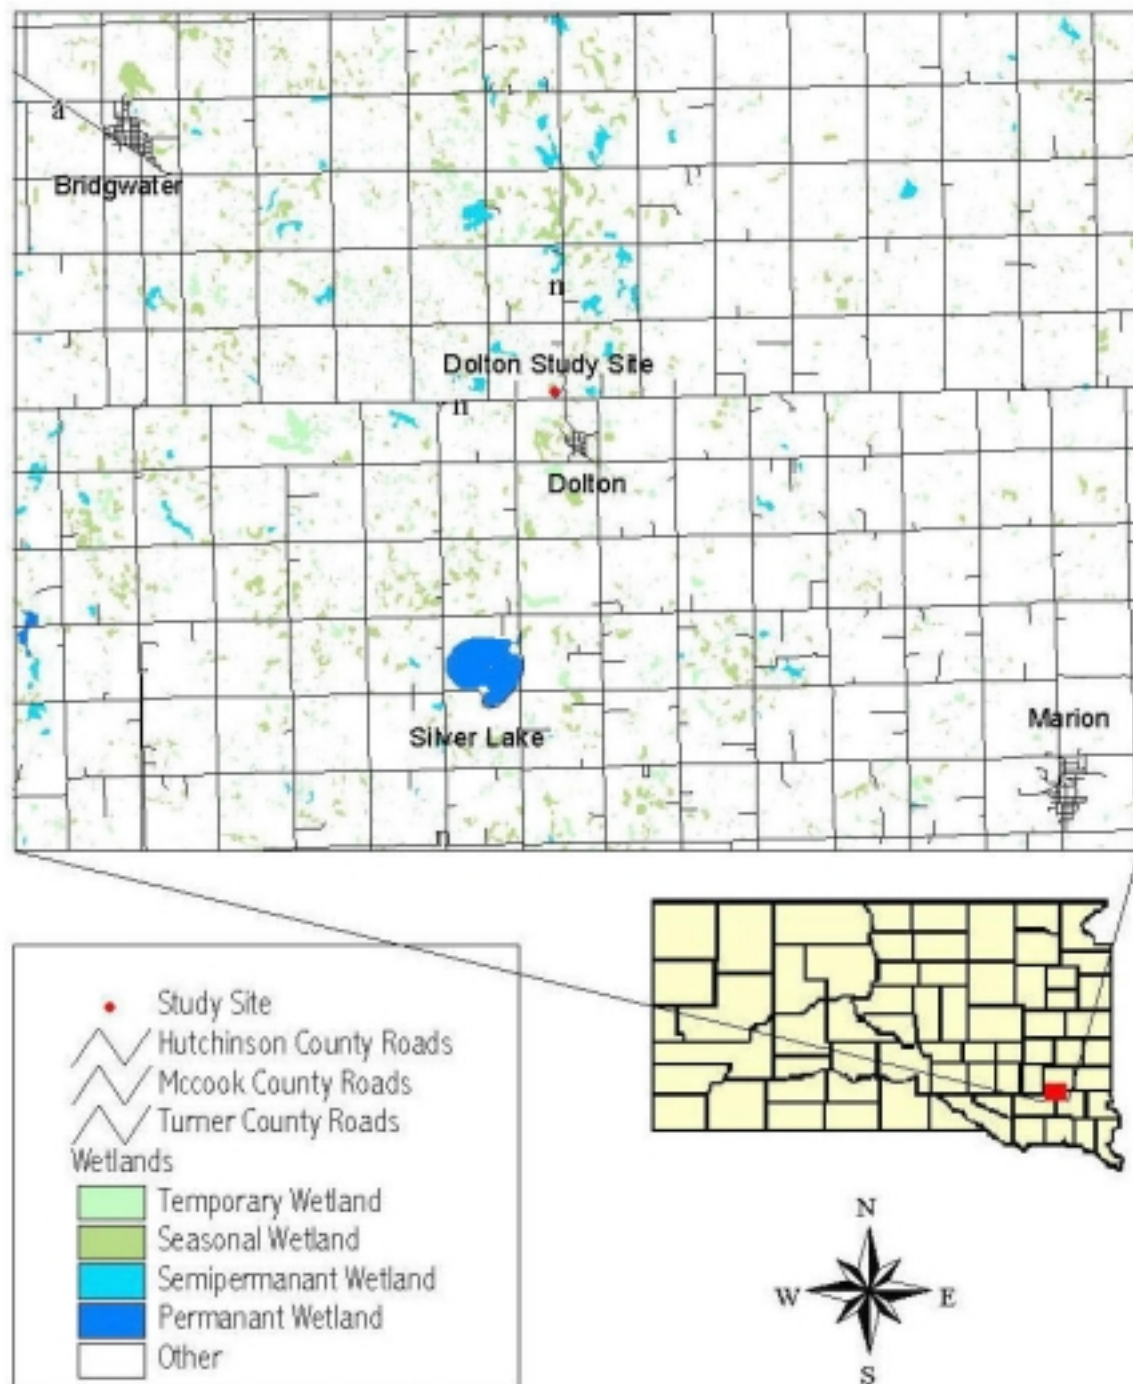 a
Bridgwater
n
Dolton Study Site
n
Dolton
Silver Lake
Marion
n
n
Study Site
Hutchinson County Roads
Mccook County Roads
Turner County Roads
Wetlands
Temporary Wetland
Seasonal Wetland
Semipermanant Wetland
Permanant Wetland
Other
N
W
E
S